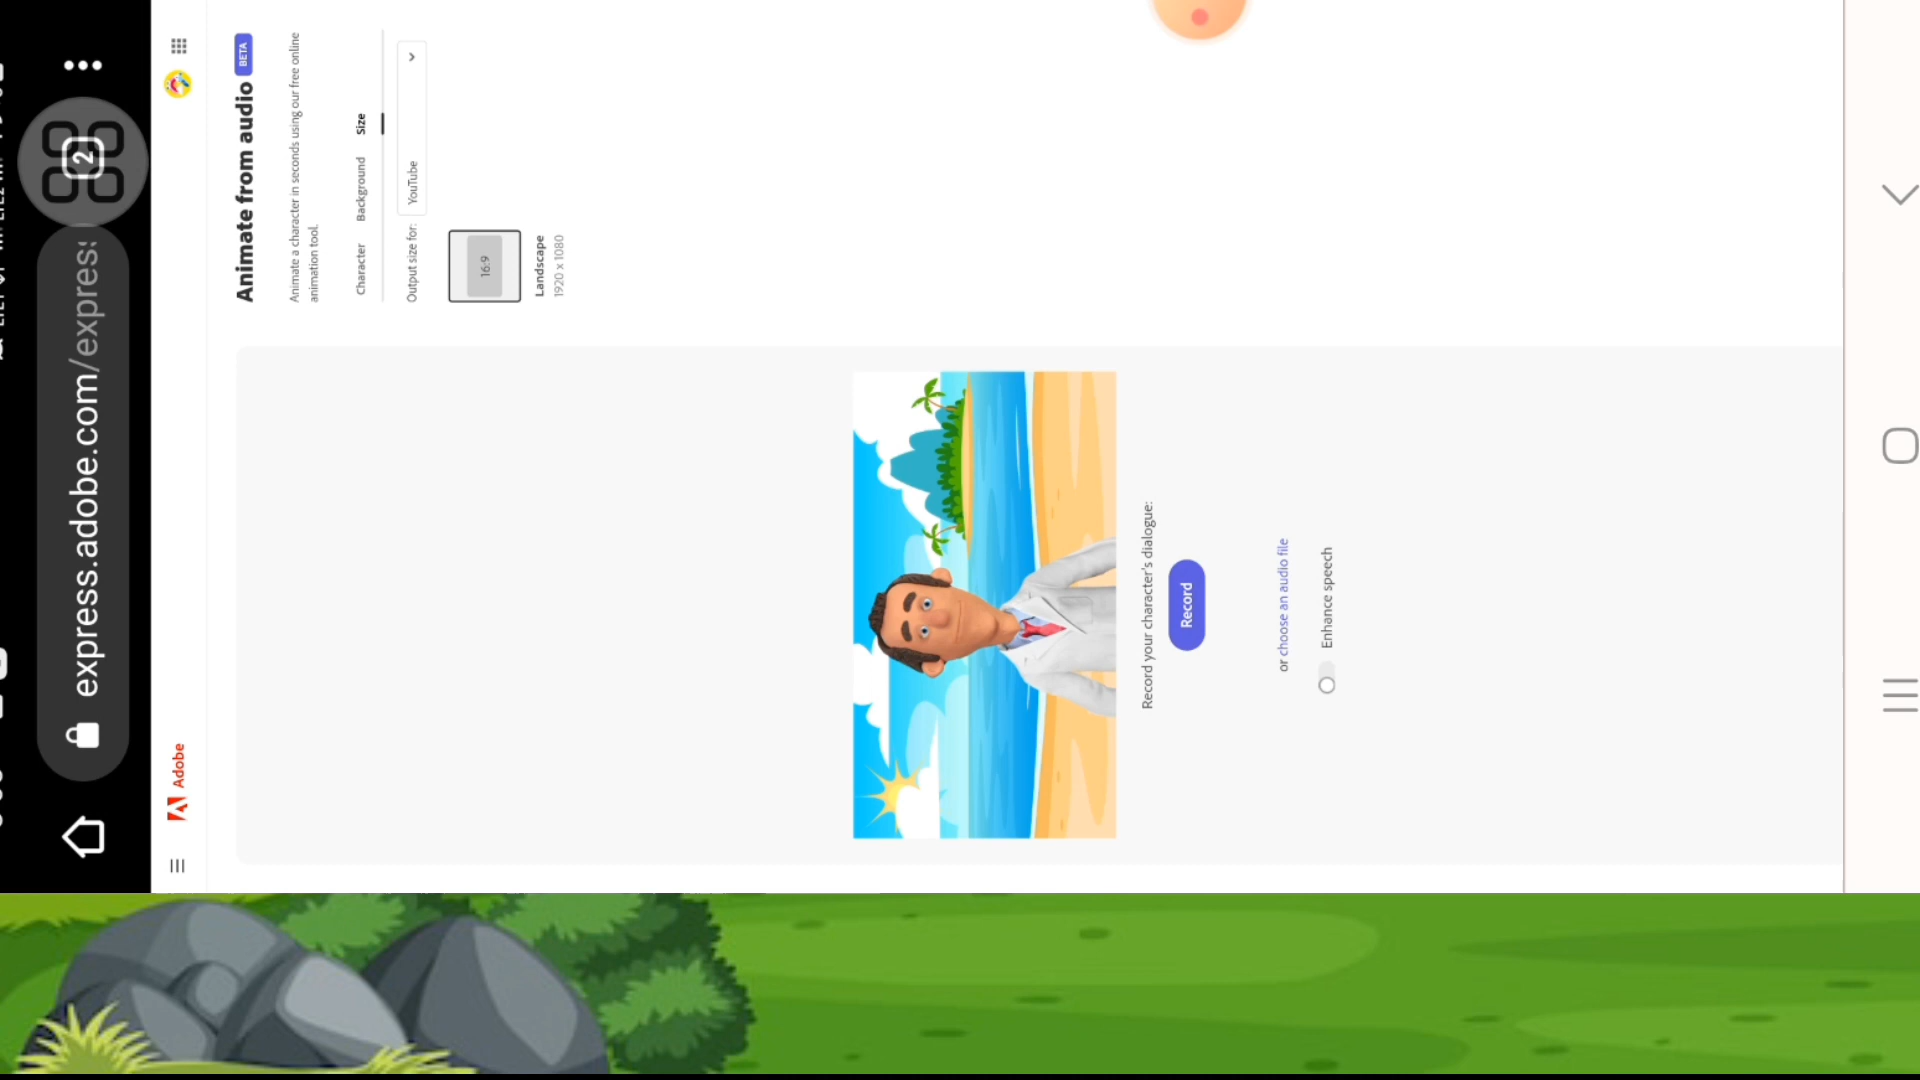 2
express.adobe.com/express
Adobe
Animate from audio BETA
Animate a character in seconds using our free online
animation tool.
Character Background Size
Output size for: YouTube
16:9
Landscape
1920 x 1080
Record your character's dialogue:
Record
or choose an audio file
Enhance speech